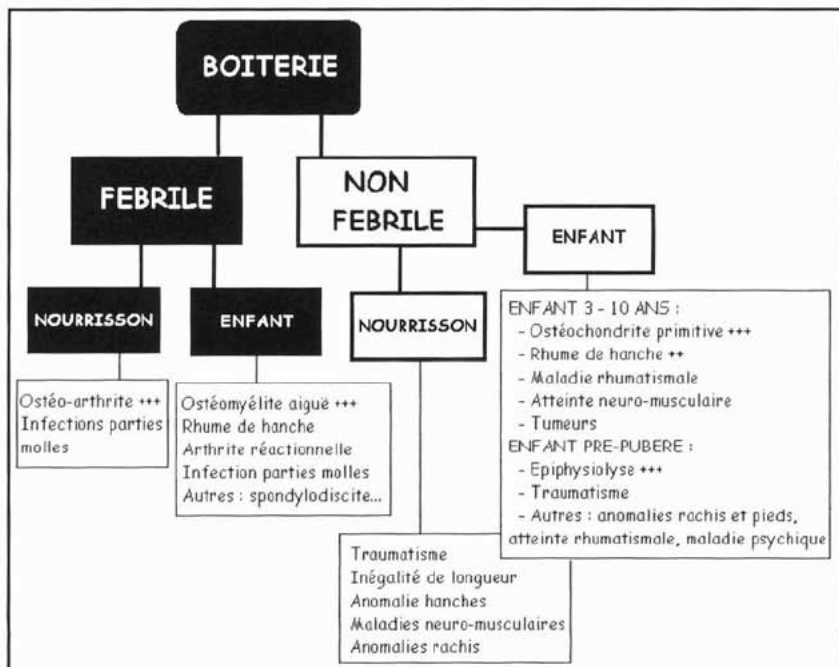 BOITERIE
FEBRILE
NON
FEBRILE
ENFANT
NOURRISSON
ENFANT
NOURRISSON
Ostéo-arthrite +++
Infections parties
molles
Ostéomyélite aiguë +++
Rhume de hanche
Arthrite réactionnelle
Infection parties molles
Autres : spondylodiscite...
ENFANT 3 - 10 ANS :
- Ostéochondrite primitive +++
- Rhume de hanche ++
- Maladie rhumatismale
- Atteinte neuro-musculaire
- Tumeurs
ENFANT PRE-PUBERE :
- Epiphysiolyse +++
- Traumatisme
- Autres : anomalies rachis et pieds,
atteinte rhumatismale, maladie psychique
Traumatisme
Inégalité de longueur
Anomalie hanches
Maladies neuro-musculaires
Anomalies rachis